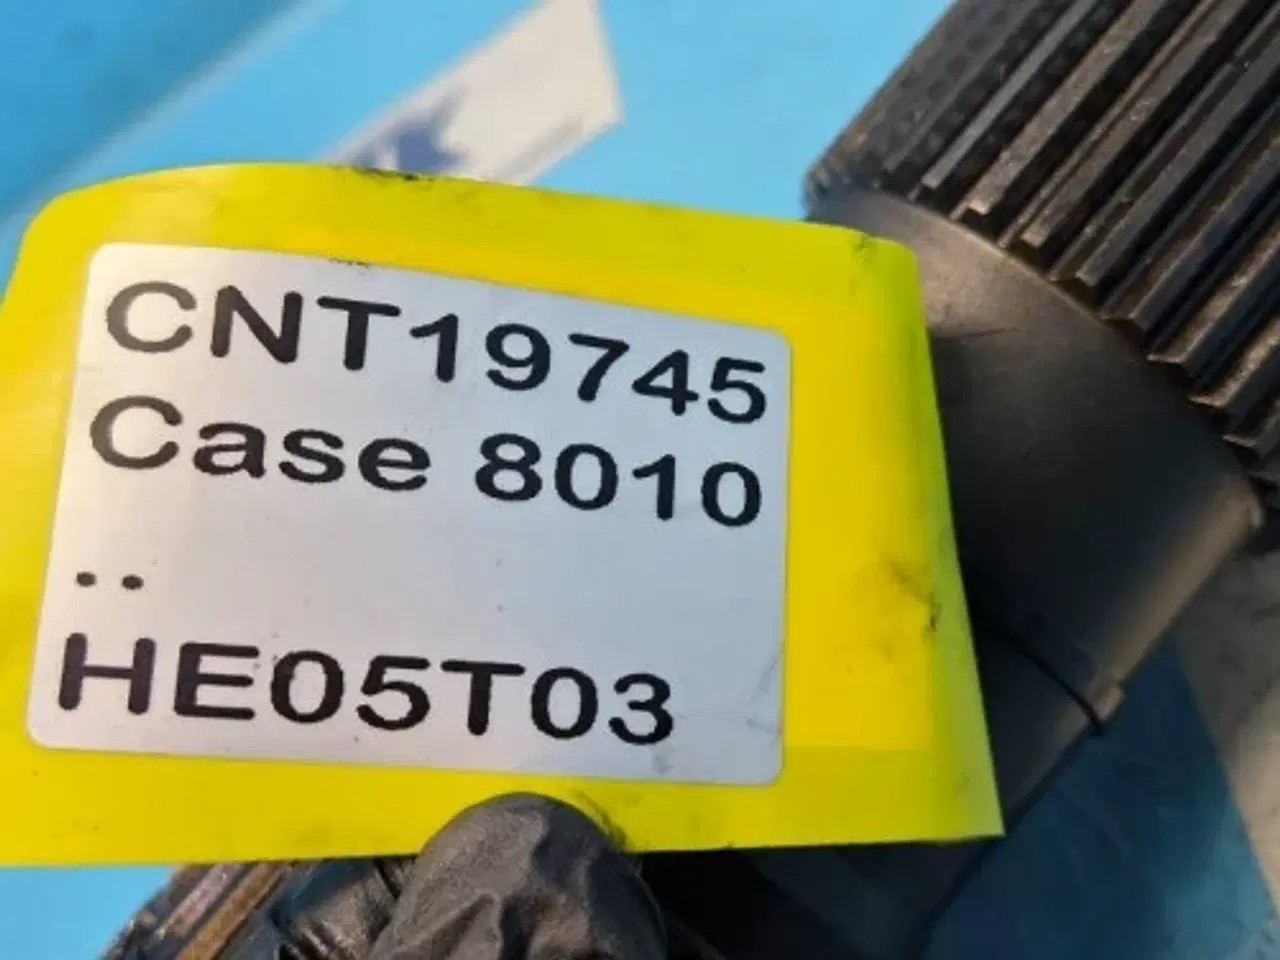 CNT19745
Case 8010
..
HE05T03